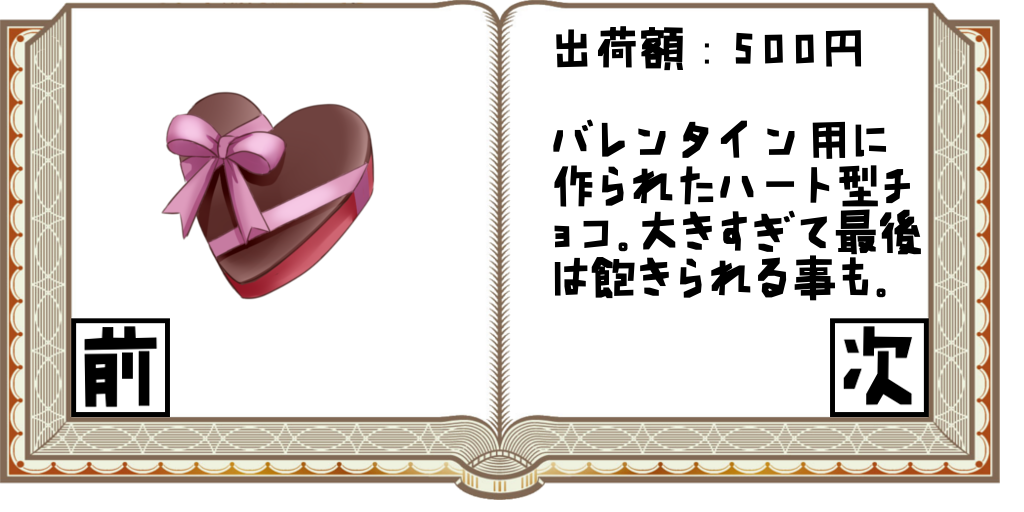 出荷額：500円
バレンタイン用に
作られたハート型チ
ョコ。大きすぎて最後
は飽きられる事も。
前
次